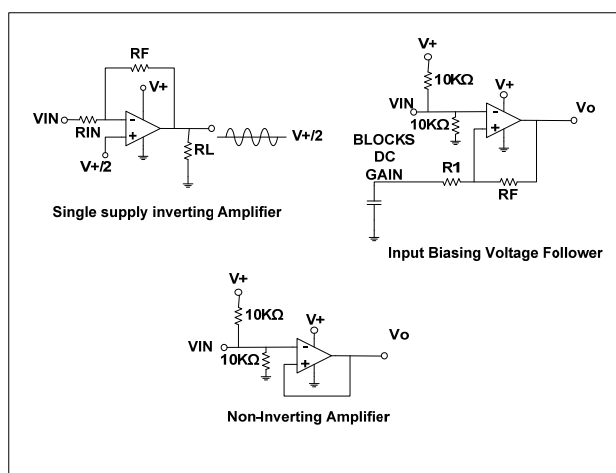 RF
V+
VIN
RIN
-
+
V+/2
RL
V+/2
Single supply inverting Amplifier
V+
10KΩ
V+
VIN
10KΩ
-
+
Vo
BLOCKS
DC
GAIN
R1
RF
Input Biasing Voltage Follower
V+
10KΩ
V+
VIN
10KΩ
-
+
Vo
Non-Inverting Amplifier